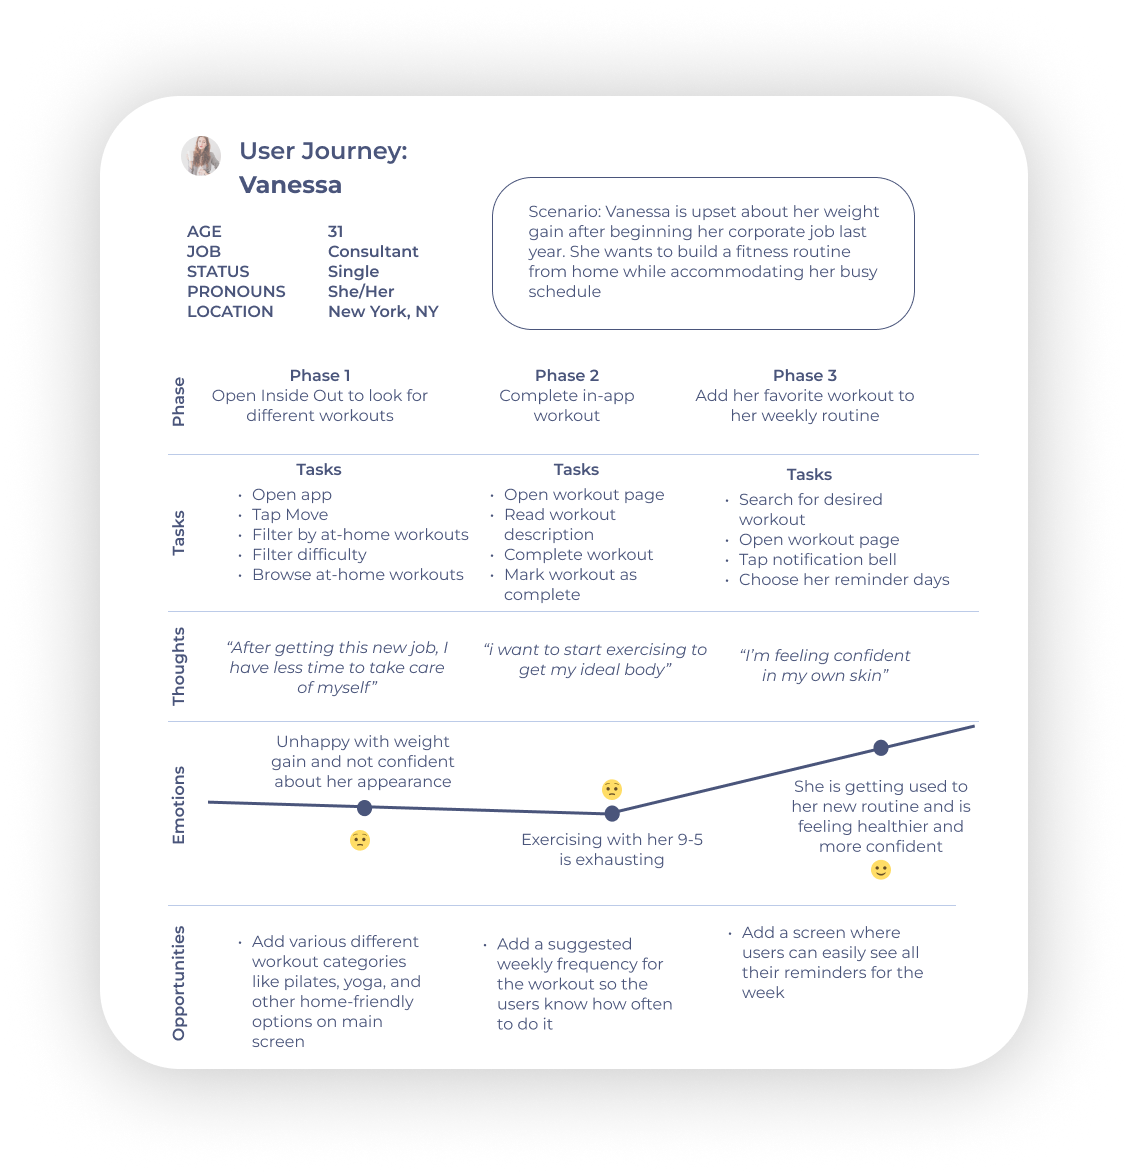 User Journey:
Vanessa
AGE 31
JOB Consultant
STATUS Single
PRONOUNS She/Her
LOCATION New York, NY
Scenario: Vanessa is upset about her weight
gain after beginning her corporate job last
year. She wants to build a fitness routine
from home while accommodating her busy
schedule
Phase
Phase 1
Open Inside Out to look for
different workouts
Phase 2
Complete in-app
workout
Phase 3
Add her favorite workout to
her weekly routine
Tasks
Tasks
• Open app
• Tap Move
• Filter by at-home workouts
• Filter difficulty
• Browse at-home workouts
Tasks
• Open workout page
• Read workout
description
• Complete workout
• Mark workout as
complete
Tasks
• Search for desired
workout
• Open workout page
• Tap notification bell
• Choose her reminder days
Thoughts
“After getting this new job, I
have less time to take care
of myself”
“i want to start exercising to
get my ideal body”
“I’m feeling confident
in my own skin”
Emotions
Unhappy with weight
gain and not confident
about her appearance
Exercising with her 9-5
is exhausting
She is getting used to
her new routine and is
feeling healthier and
more confident
Opportunities
• Add various different
workout categories
like pilates, yoga, and
other home-friendly
options on main
screen
• Add a suggested
weekly frequency for
the workout so the
users know how often
to do it
• Add a screen where
users can easily see all
their reminders for the
week